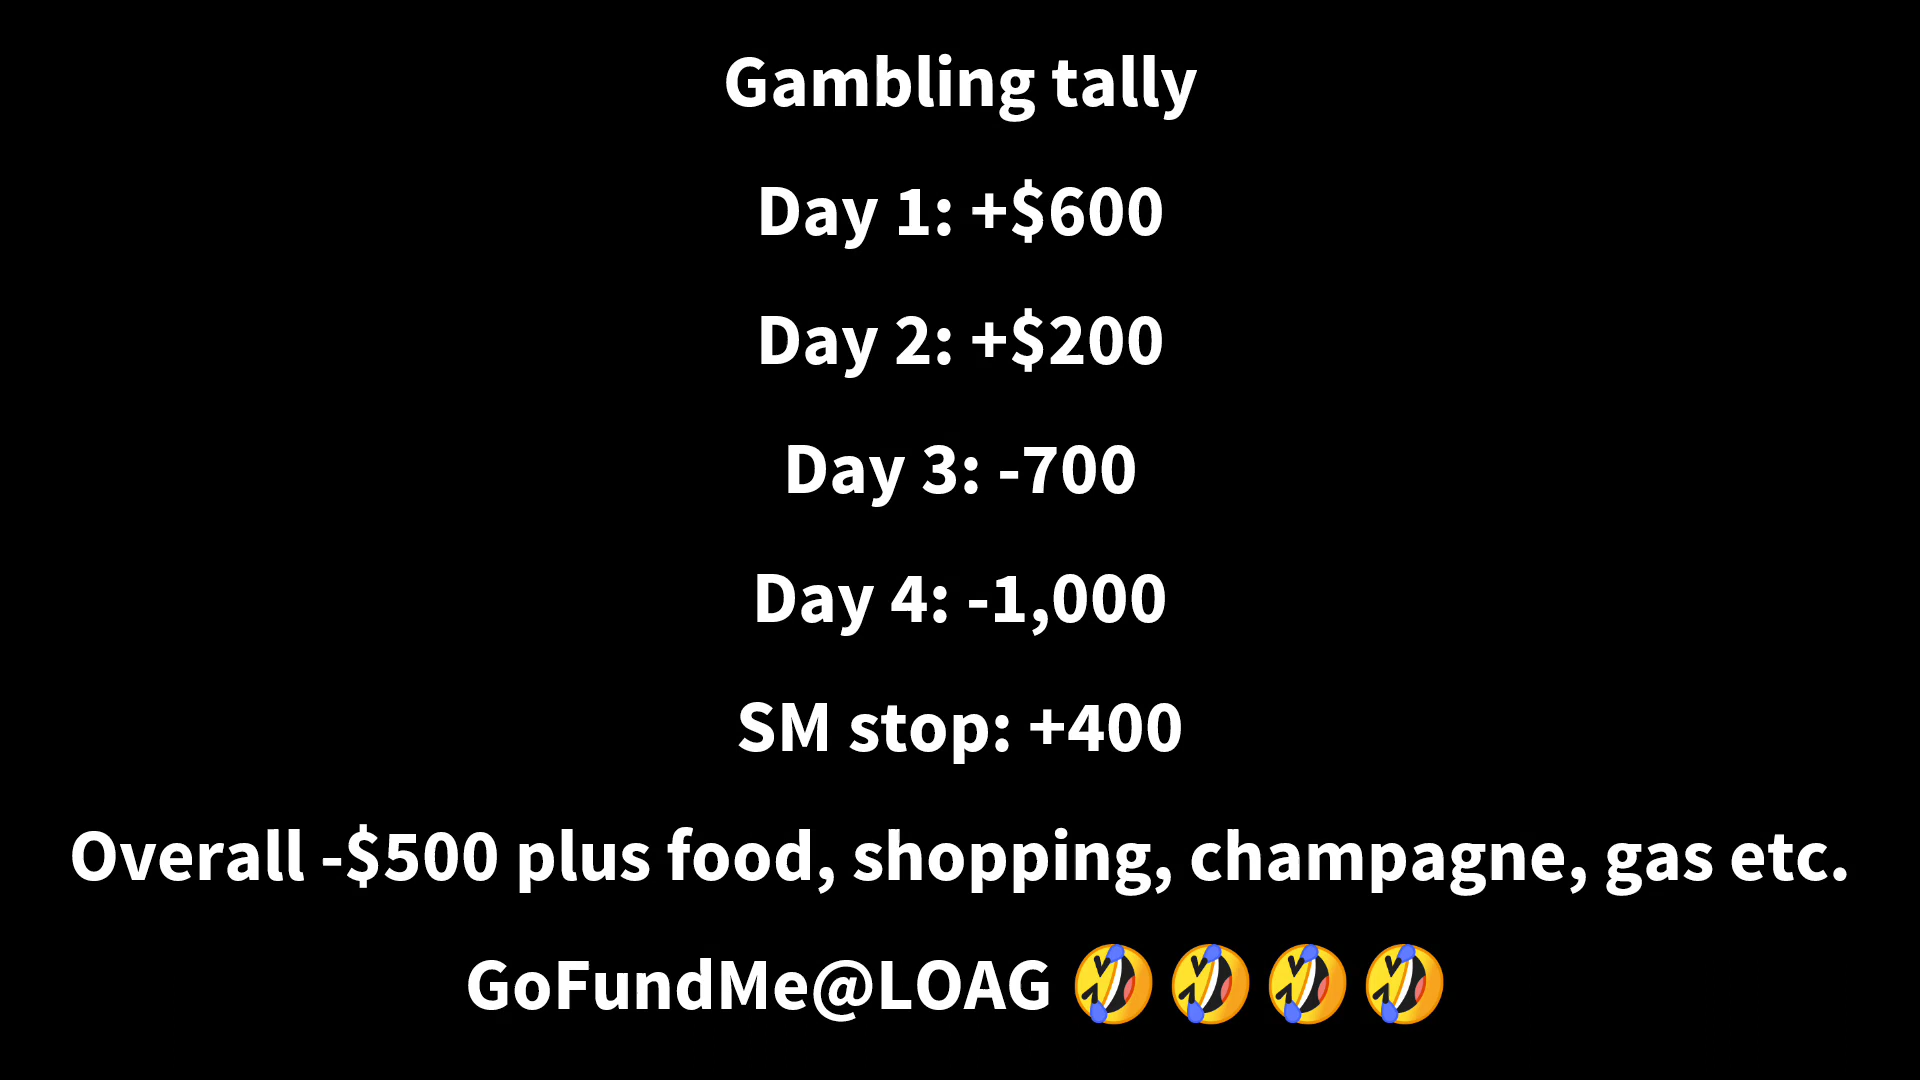 Gambling tally
Day 1: +$600
Day 2: +$200
Day 3: -700
Day 4: -1,000
SM stop: +400
Overall -$500 plus food, shopping, champagne, gas etc.
GoFundMe@LOAG 🤣🤣🤣🤣